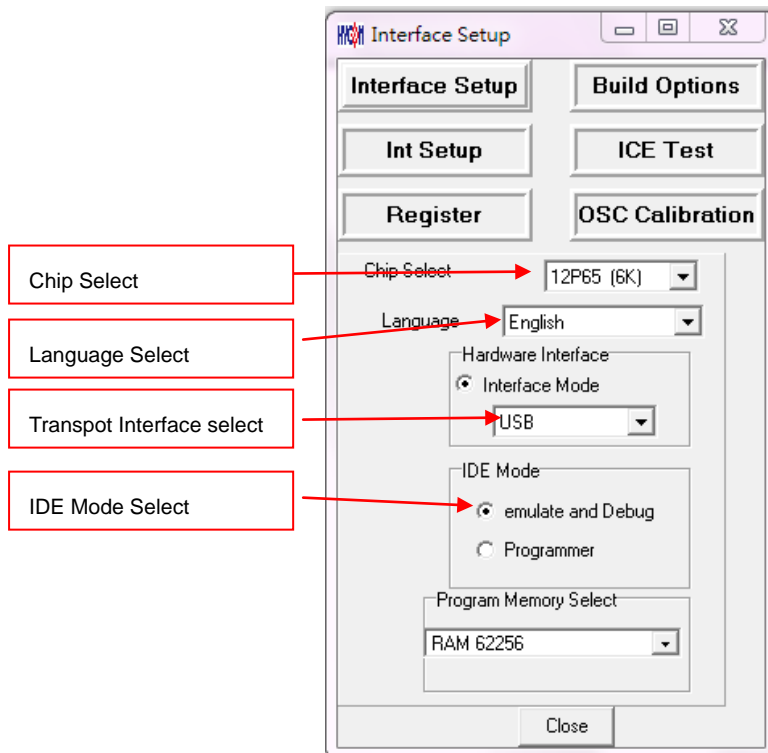 HYCON Interface Setup
Interface Setup Build Options
Int Setup ICE Test
Register OSC Calibration
Chip Select Chip Select 12P65 (6K)
Language Select Language English
Hardware Interface
Interface Mode
Transpot Interface select USB
IDE Mode
IDE Mode Select emulate and Debug
Programmer
Program Memory Select
RAM 62256
Close